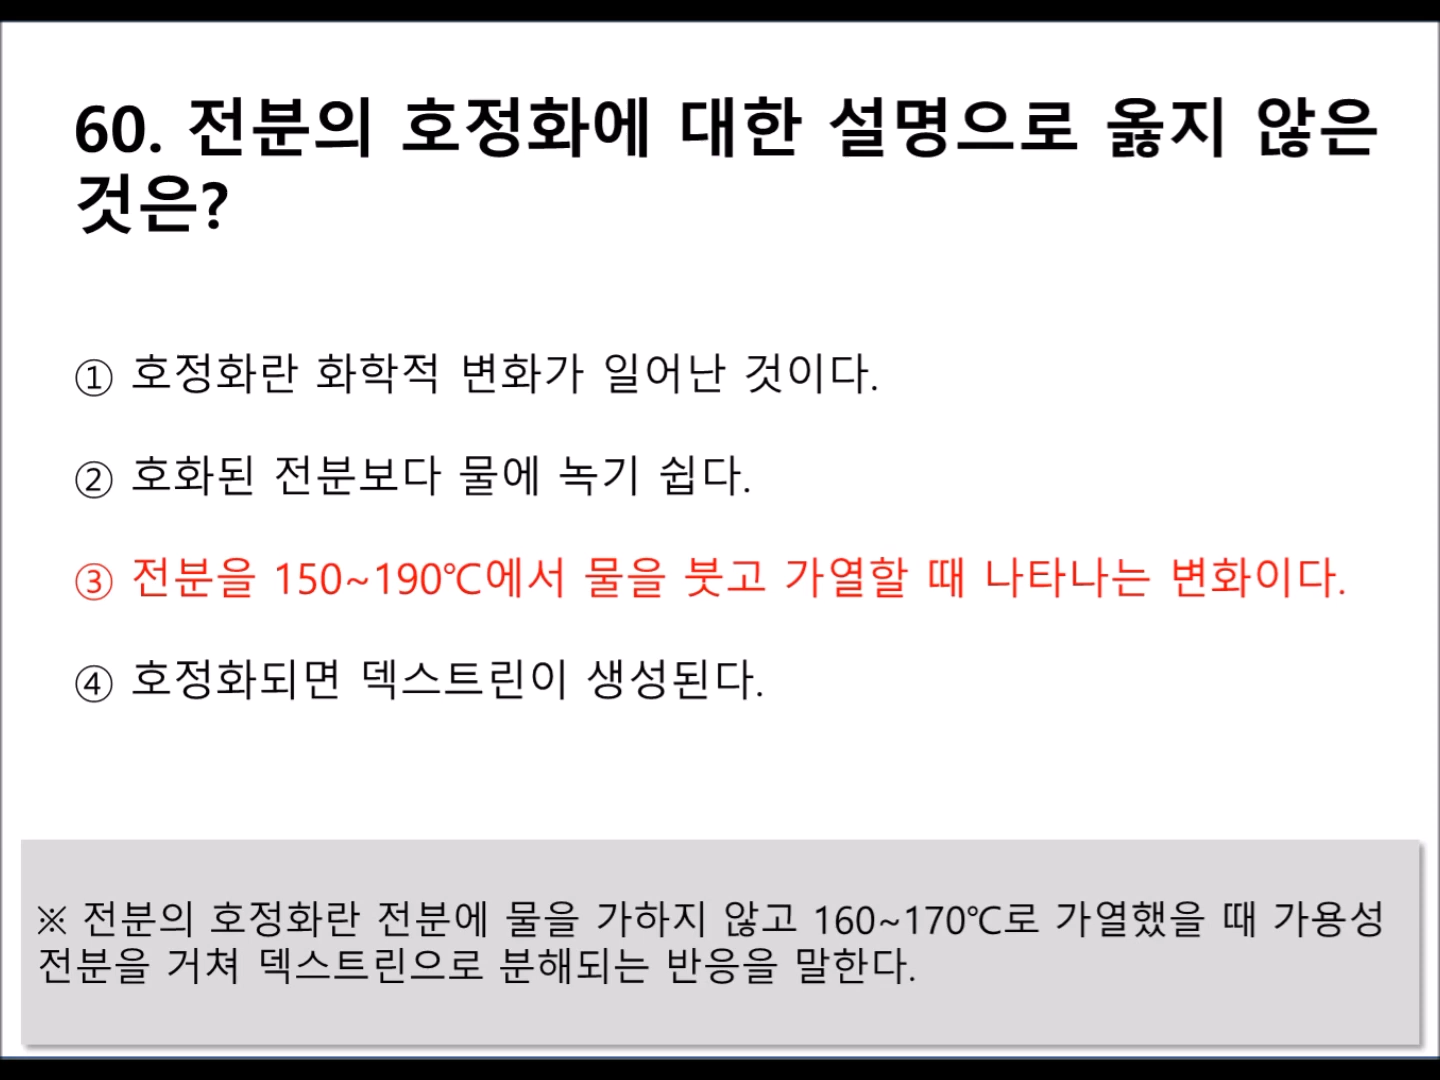 60. 전분의 호정화에 대한 설명으로 옳지 않은
것은?
① 호정화란 화학적 변화가 일어난 것이다.
② 호화된 전분보다 물에 녹기 쉽다.
③ 전분을 150~190℃에서 물을 붓고 가열할 때 나타나는 변화이다.
④ 호정화되면 덱스트린이 생성된다.
※ 전분의 호정화란 전분에 물을 가하지 않고 160~170℃로 가열했을 때 가용성
전분을 거쳐 덱스트린으로 분해되는 반응을 말한다.